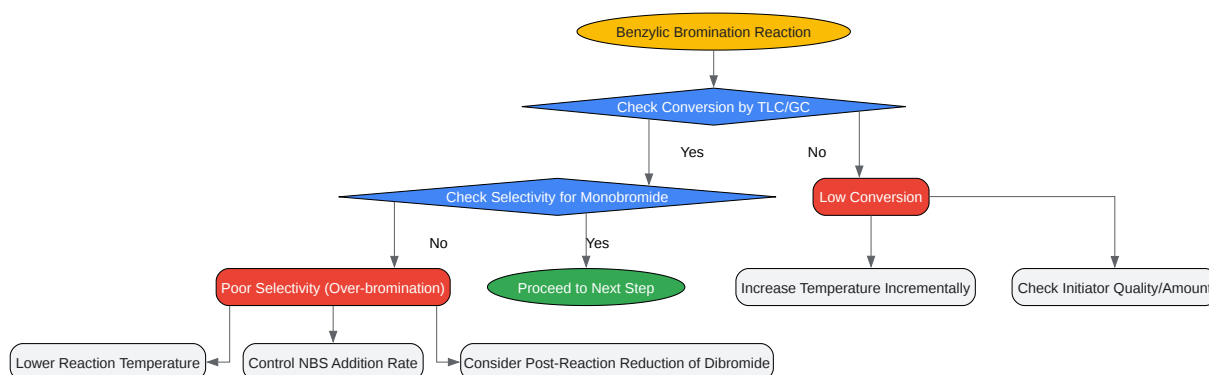 Benzylic Bromination Reaction
Check Conversion by TLC/GC
Yes
No
Check Selectivity for Monobromide
Low Conversion
No
Yes
Poor Selectivity (Over-bromination)
Proceed to Next Step
Increase Temperature Incrementally
Check Initiator Quality/Amount
Lower Reaction Temperature
Control NBS Addition Rate
Consider Post-Reaction Reduction of Dibromide